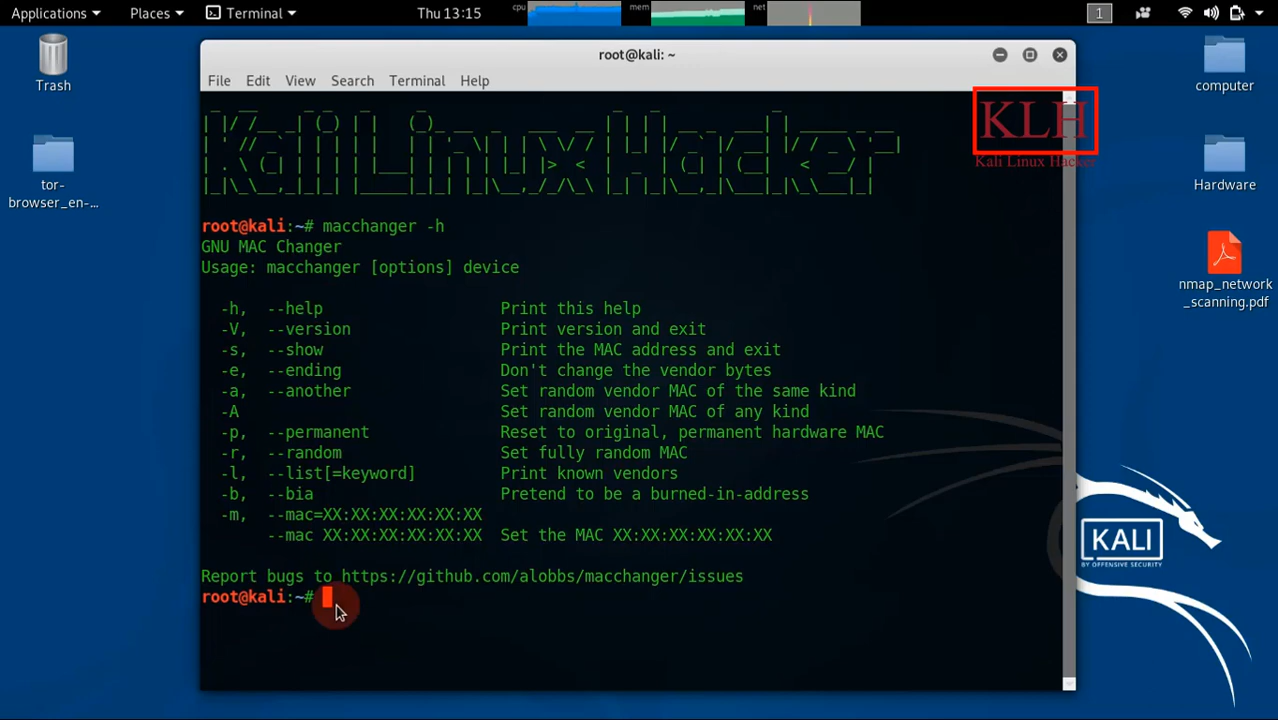 Applications Places Terminal Thu 13:15 cpu mem net 1
root@kali: ~
File Edit View Search Terminal Help
Trash
tor-
browser_en-...
computer
Hardware
nmap_network
_scanning.pdf
KLH
Kali Linux Hacker
Kali Linux Hacker
root@kali:~# macchanger -h
GNU MAC Changer
Usage: macchanger [options] device
-h, --help Print this help
-V, --version Print version and exit
-s, --show Print the MAC address and exit
-e, --ending Don't change the vendor bytes
-a, --another Set random vendor MAC of the same kind
-A Set random vendor MAC of any kind
-p, --permanent Reset to original, permanent hardware MAC
-r, --random Set fully random MAC
-l, --list[=keyword] Print known vendors
-b, --bia Pretend to be a burned-in-address
-m, --mac=XX:XX:XX:XX:XX:XX
--mac XX:XX:XX:XX:XX:XX Set the MAC XX:XX:XX:XX:XX:XX
Report bugs to https://github.com/alobbs/macchanger/issues
root@kali:~#
KALI
BY OFFENSIVE SECURITY